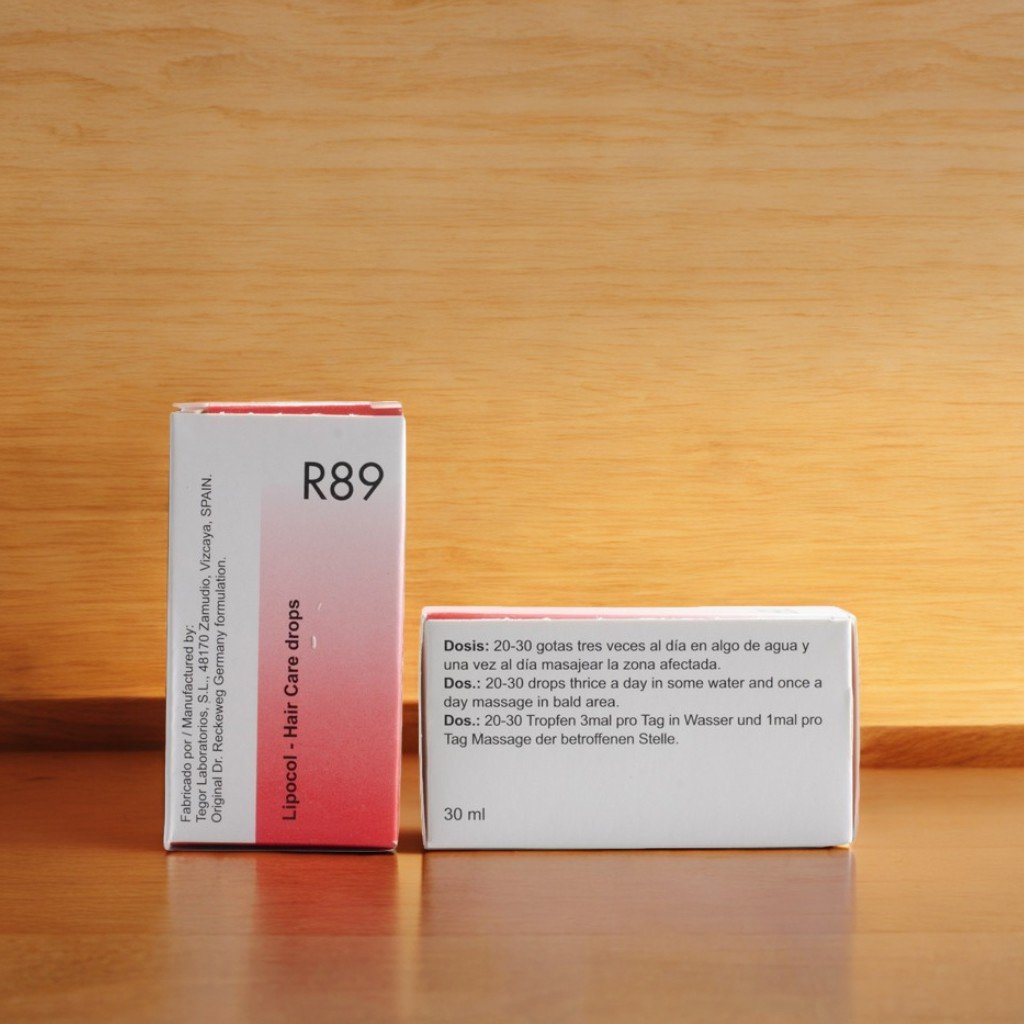 R89
Lipocol - Hair Care drops
Fabricado por / Manufactured by:
Tegor Laboratorios, S.L., 48170 Zamudio, Vizcaya, SPAIN.
Original Dr. Reckeweg Germany formulation.
Dosis: 20-30 gotas tres veces al día en algo de agua y
una vez al día masajear la zona afectada.
Dos.: 20-30 drops thrice a day in some water and once a
day massage in bald area.
Dos.: 20-30 Tropfen 3mal pro Tag in Wasser und 1mal pro
Tag Massage der betroffenen Stelle.
30 ml